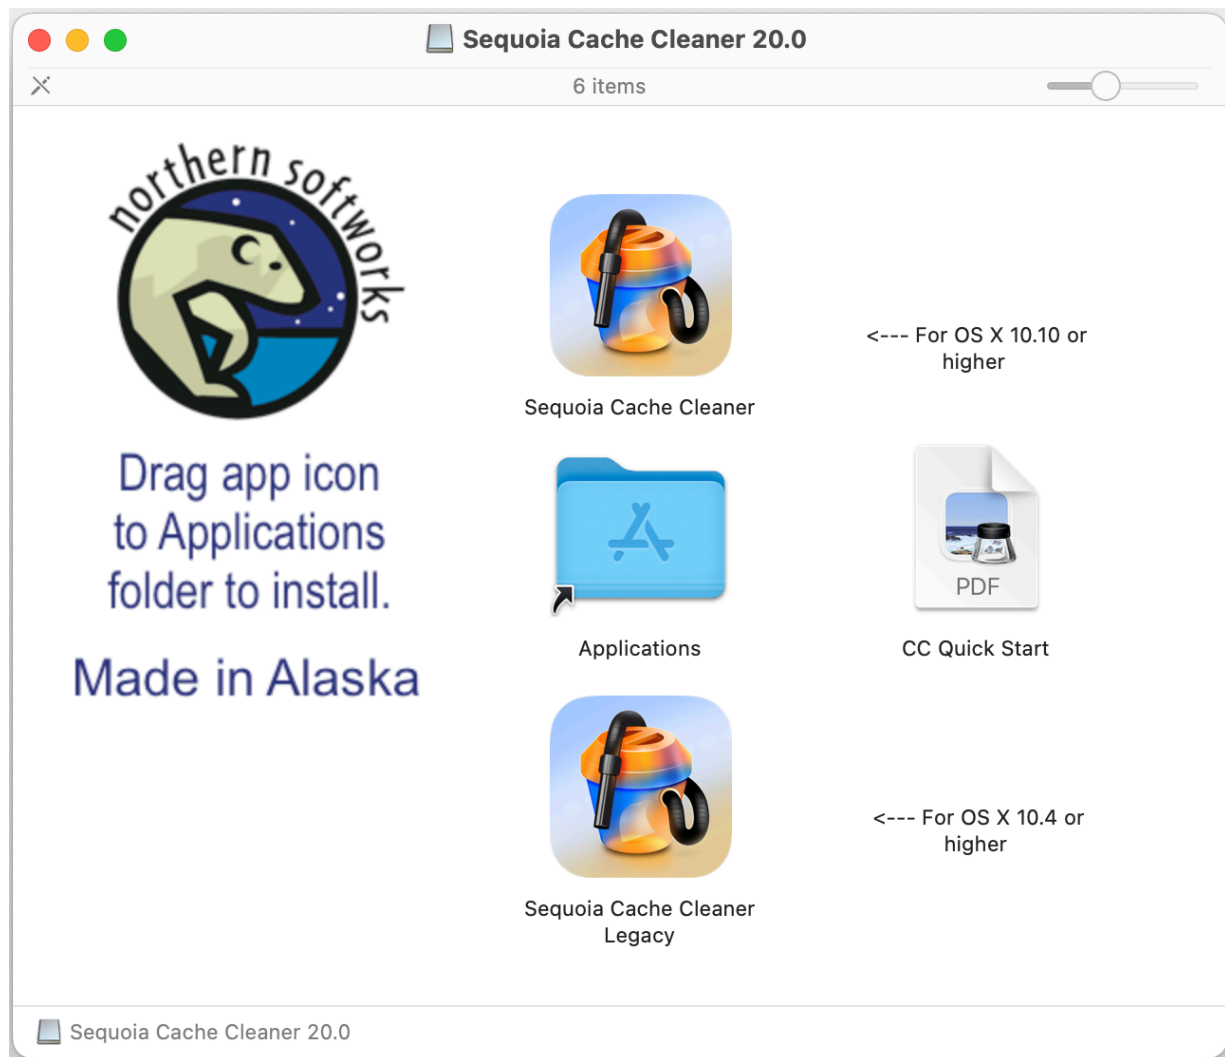 Sequoia Cache Cleaner 20.0
6 items
northern softworks
Drag app icon
to Applications
folder to install.
Made in Alaska
Sequoia Cache Cleaner
<--- For OS X 10.10 or
higher
Applications
PDF
CC Quick Start
Sequoia Cache Cleaner
Legacy
<--- For OS X 10.4 or
higher
Sequoia Cache Cleaner 20.0